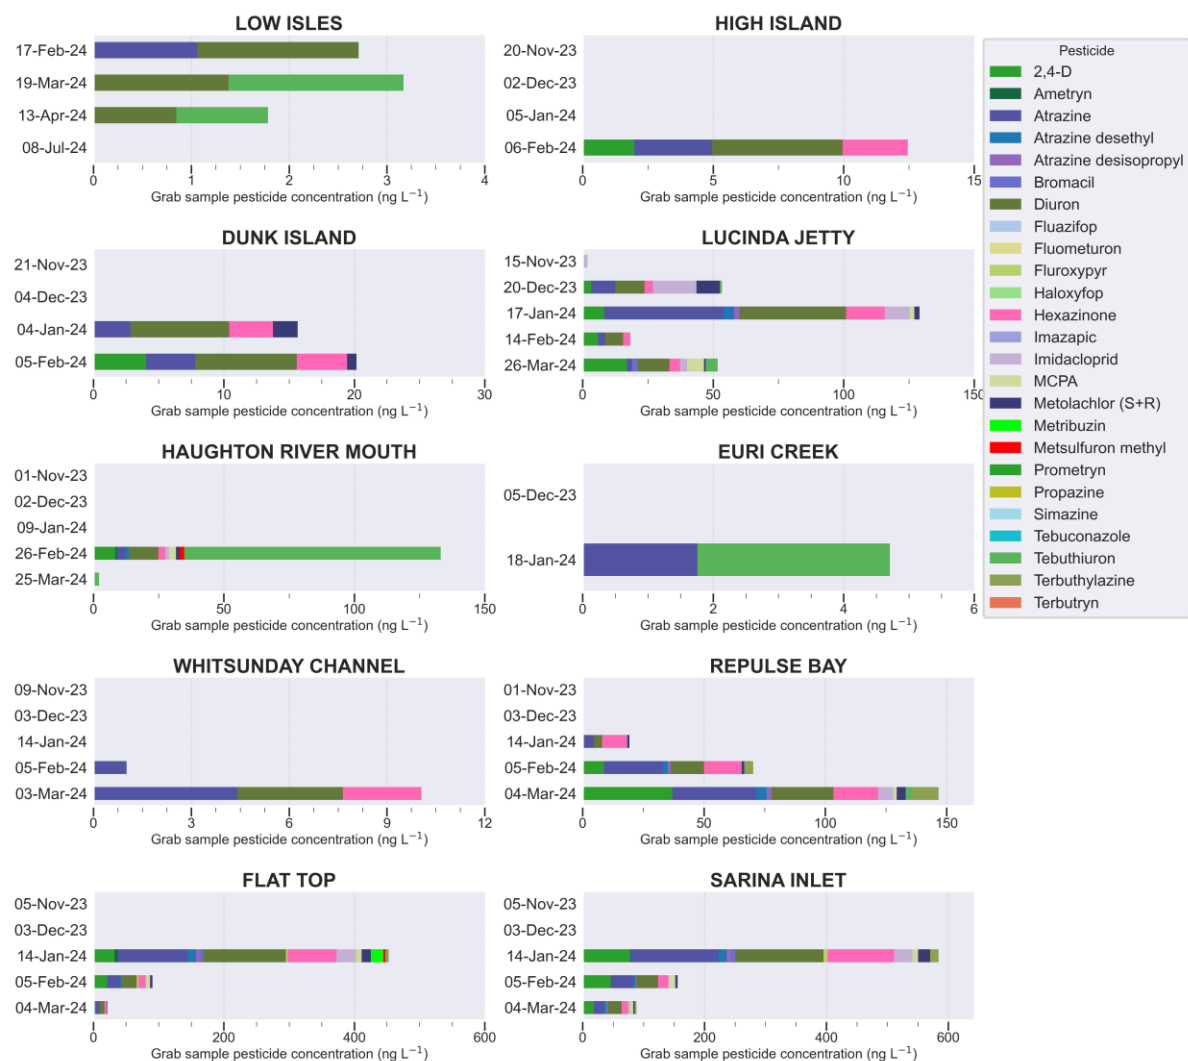 LOW ISLES
17-Feb-24
19-Mar-24
13-Apr-24
08-Jul-24
0 1 2 3 4
Grab sample pesticide concentration (ng L⁻¹)
HIGH ISLAND
20-Nov-23
02-Dec-23
05-Jan-24
06-Feb-24
0 5 10 15
Grab sample pesticide concentration (ng L⁻¹)
Pesticide
2,4-D
Ametryn
Atrazine
Atrazine desethyl
Atrazine desisopropyl
Bromacil
Diuron
Fluazifop
Fluometuron
Fluroxypyr
Haloxyfop
Hexazinone
Imazapic
Imidacloprid
MCPA
Metolachlor (S+R)
Metribuzin
Metsulfuron methyl
Prometryn
Propazine
Simazine
Tebuconazole
Tebuthiuron
Terbuthylazine
Terbutryn
DUNK ISLAND
21-Nov-23
04-Dec-23
04-Jan-24
05-Feb-24
0 10 20 30
Grab sample pesticide concentration (ng L⁻¹)
LUCINDA JETTY
15-Nov-23
20-Dec-23
17-Jan-24
14-Feb-24
26-Mar-24
0 50 100 150
Grab sample pesticide concentration (ng L⁻¹)
HAUGHTON RIVER MOUTH
01-Nov-23
02-Dec-23
09-Jan-24
26-Feb-24
25-Mar-24
0 50 100 150
Grab sample pesticide concentration (ng L⁻¹)
EURI CREEK
05-Dec-23
18-Jan-24
0 2 4 6
Grab sample pesticide concentration (ng L⁻¹)
WHITSUNDAY CHANNEL
09-Nov-23
03-Dec-23
14-Jan-24
05-Feb-24
03-Mar-24
0 3 6 9 12
Grab sample pesticide concentration (ng L⁻¹)
REPULSE BAY
01-Nov-23
03-Dec-23
14-Jan-24
05-Feb-24
04-Mar-24
0 50 100 150
Grab sample pesticide concentration (ng L⁻¹)
FLAT TOP
05-Nov-23
03-Dec-23
14-Jan-24
05-Feb-24
04-Mar-24
0 200 400 600
Grab sample pesticide concentration (ng L⁻¹)
SARINA INLET
05-Nov-23
03-Dec-23
14-Jan-24
05-Feb-24
04-Mar-24
0 200 400 600
Grab sample pesticide concentration (ng L⁻¹)